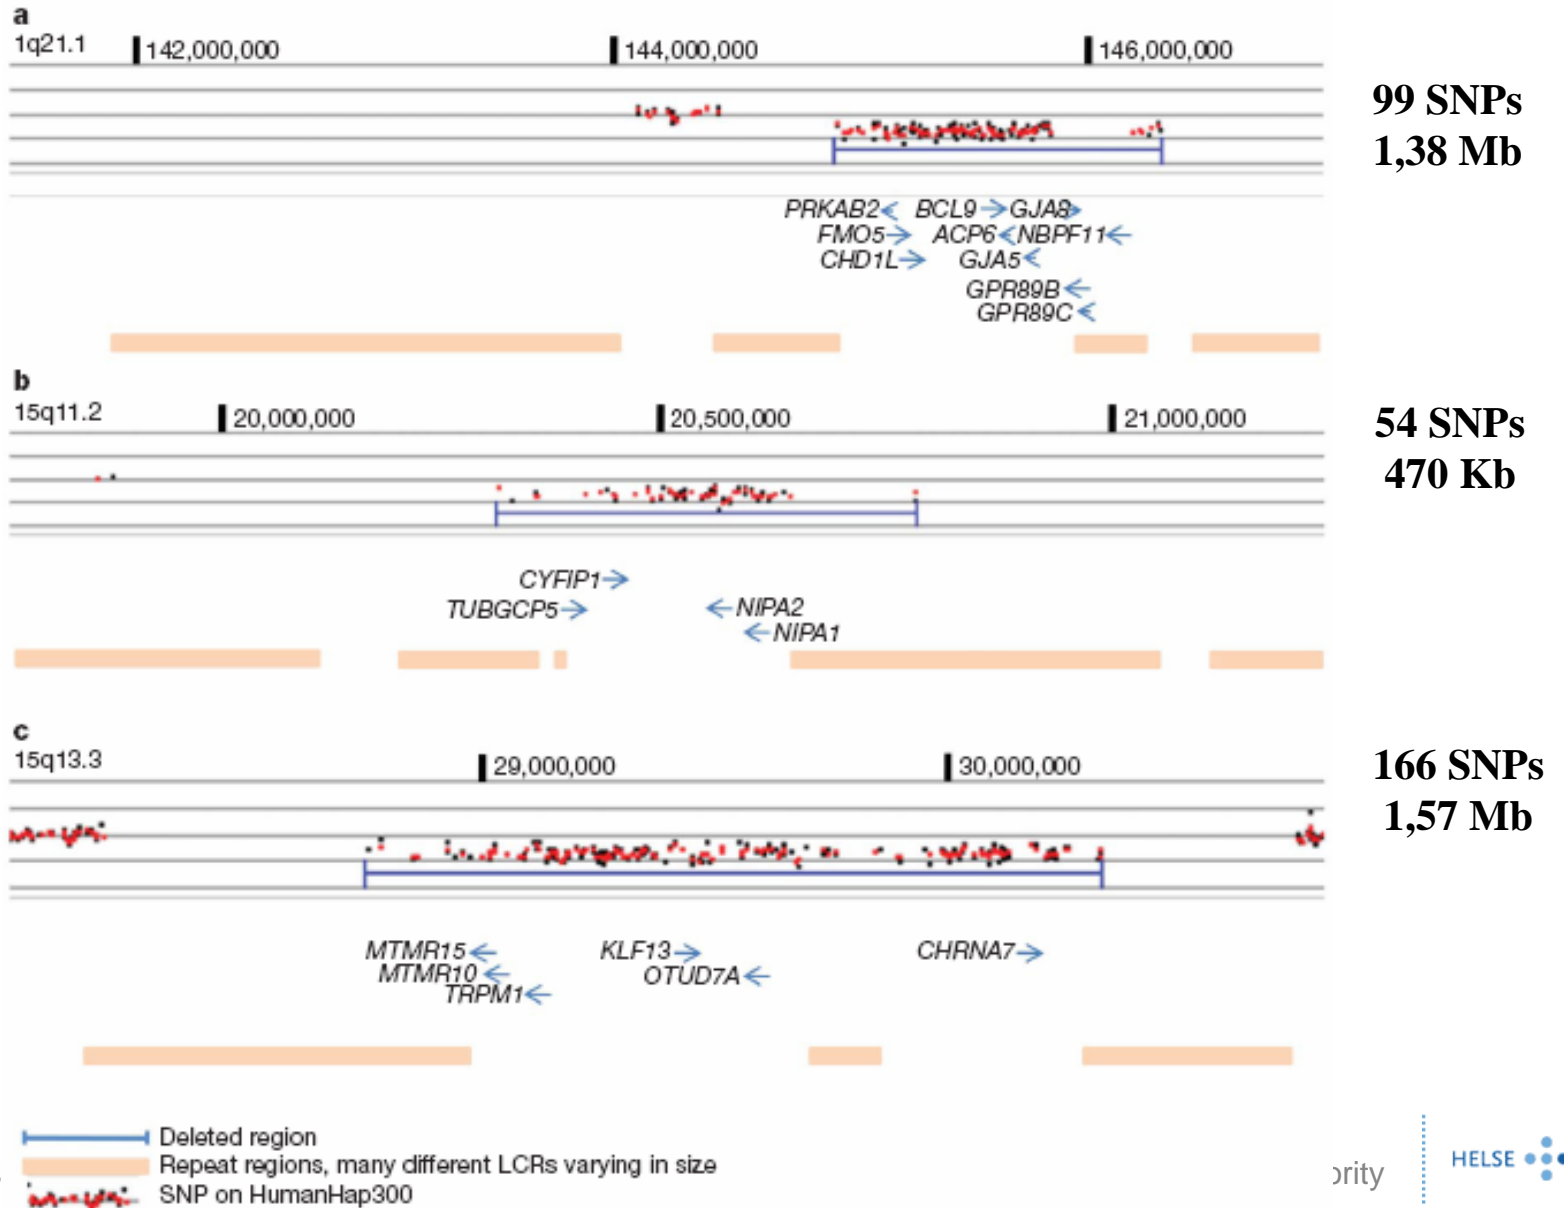 a
1q21.1 142,000,000 144,000,000 146,000,000
99 SNPs
1,38 Mb
PRKAB2 BCL9 GJA8
FMO5 ACP6 NBPF11
CHD1L GJA5
GPR89B
GPR89C
b
15q11.2 20,000,000 20,500,000 21,000,000
54 SNPs
470 Kb
CYFIP1
TUBGCP5 NIPA2
NIPA1
c
15q13.3 29,000,000 30,000,000
166 SNPs
1,57 Mb
MTMR15 KLF13 CHRNA7
MTMR10 OTUD7A
TRPM1
Deleted region
Repeat regions, many different LCRs varying in size
SNP on HumanHap300
HELSE